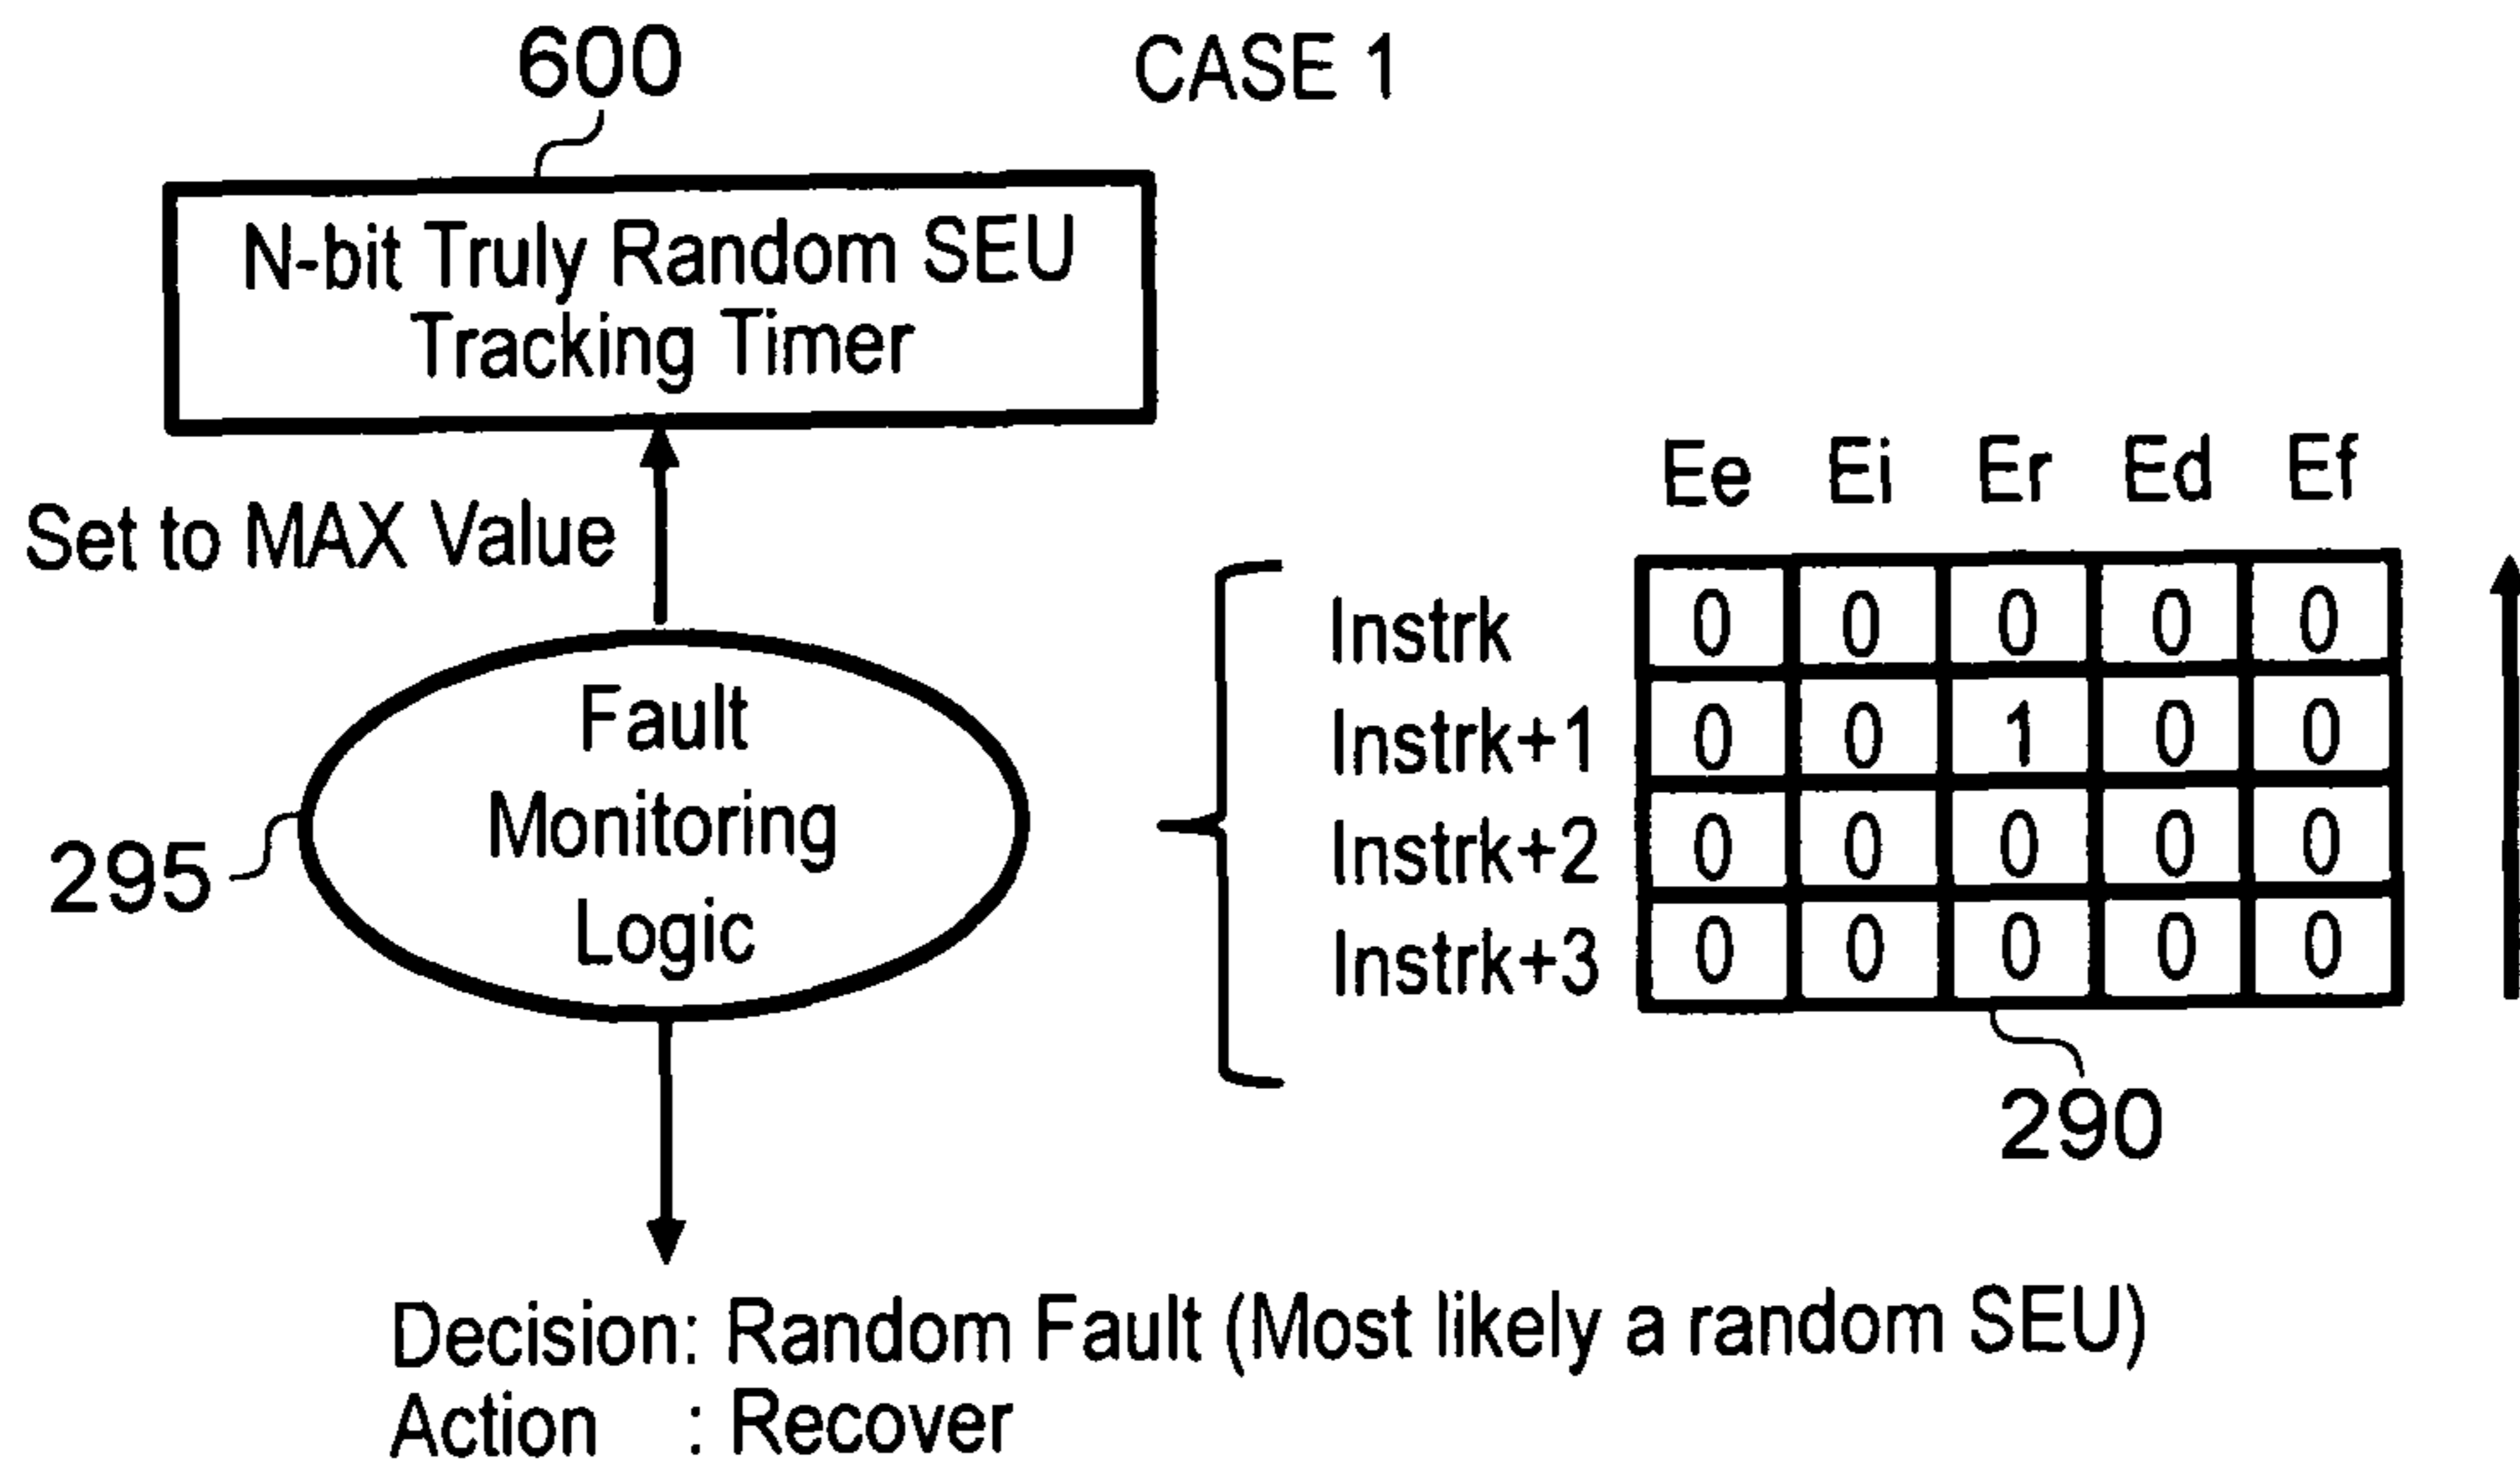 600
CASE 1
N-bit Truly Random SEU
Tracking Timer
Set to MAX Value
Fault
Monitoring
Logic
295
Ee Ei Er Ed Ef
Instrk 0 0 0 0 0
Instrk+1 0 0 1 0 0
Instrk+2 0 0 0 0 0
Instrk+3 0 0 0 0 0
290
Decision: Random Fault (Most likely a random SEU)
Action : Recover